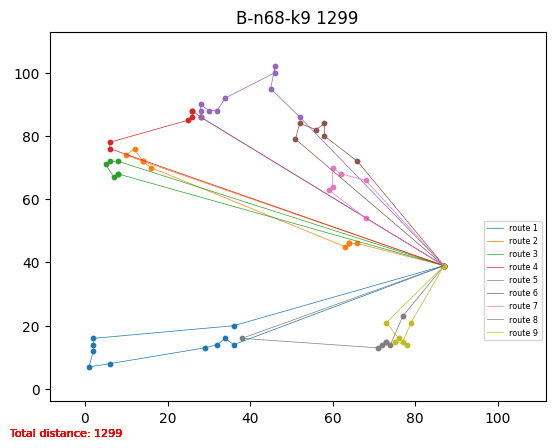 B-n68-k9 1299
100
80
60
40
20
0
0 20 40 60 80 100
route 1
route 2
route 3
route 4
route 5
route 6
route 7
route 8
route 9
Total distance: 1299